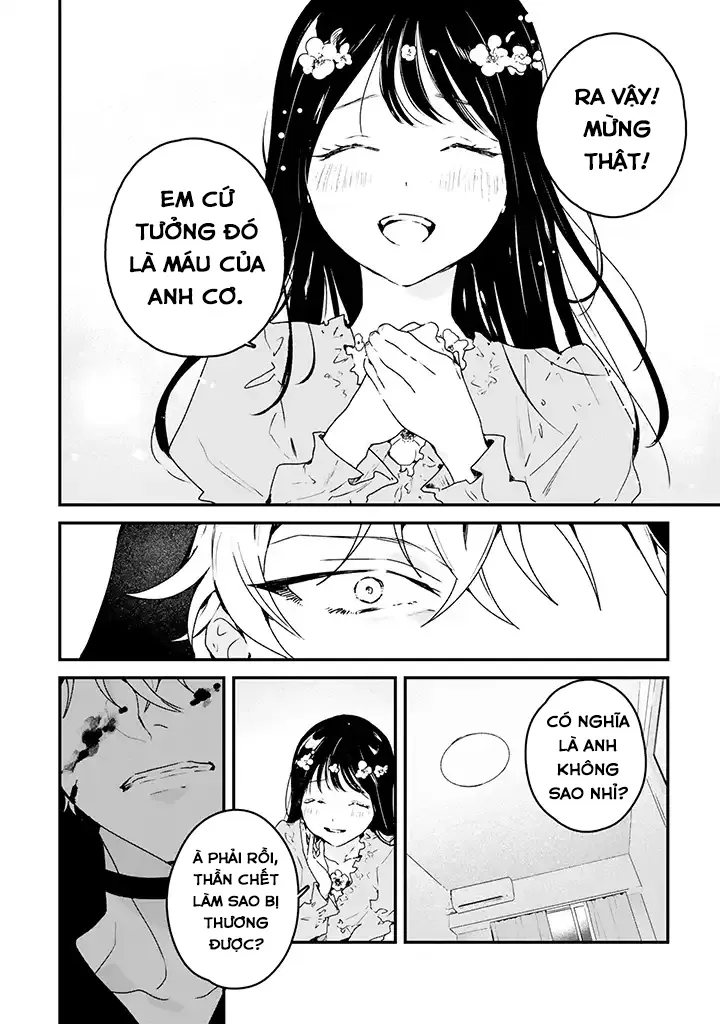 RA VẬY!
MỪNG
THẬT!
EM CỨ
TƯỞNG ĐÓ
LÀ MÁU CỦA
ANH CƠ.
CÓ NGHĨA
LÀ ANH
KHÔNG
SAO NHỈ?
À PHẢI RỒI,
THẦN CHẾT
LÀM SAO BỊ
THƯƠNG
ĐƯỢC?